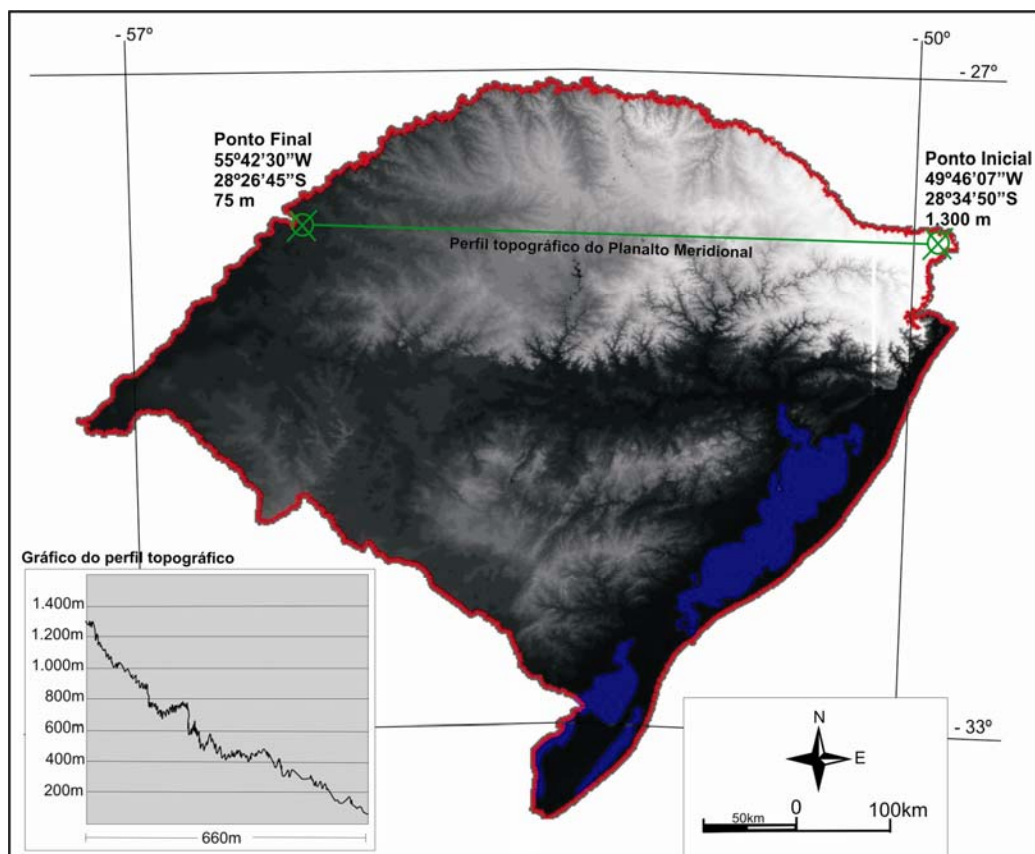 - 57º
- 50º
- 27º
Ponto Final
55º42'30"W
28º26'45"S
75 m
Ponto Inicial
49º46'07"W
28º34'50"S
1.300 m
Perfil topográfico do Planalto Meridional
Gráfico do perfil topográfico
1.400m
1.200m
1.000m
800m
600m
400m
200m
660m
- 33º
N
E
0
50km
100km